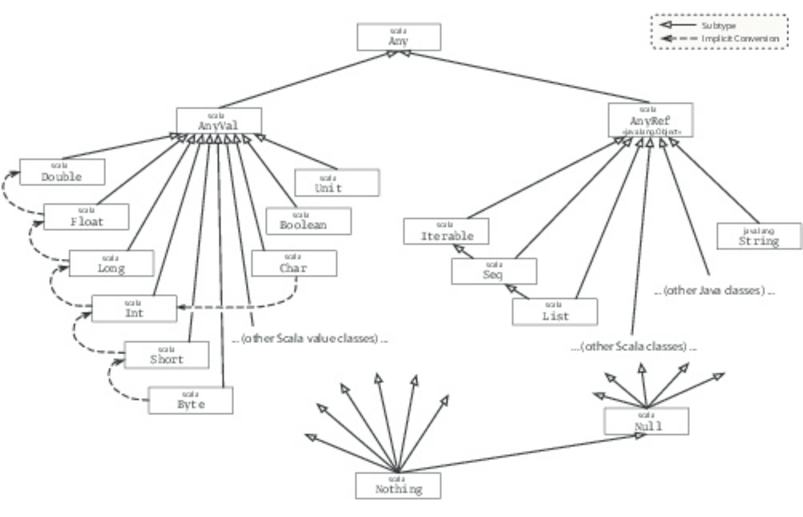 scala
Any
Subtype
Implicit Conversion
scala
AnyVal
scala
AnyRef
«java.lang.Object»
scala
Double
scala
Unit
scala
Float
scala
Boolean
scala
Iterable
java.lang
String
scala
Long
scala
Char
scala
Seq
... (other Java classes) ...
scala
Int
scala
List
... (other Scala value classes) ...
... (other Scala classes) ...
scala
Short
scala
Byte
scala
Null
scala
Nothing